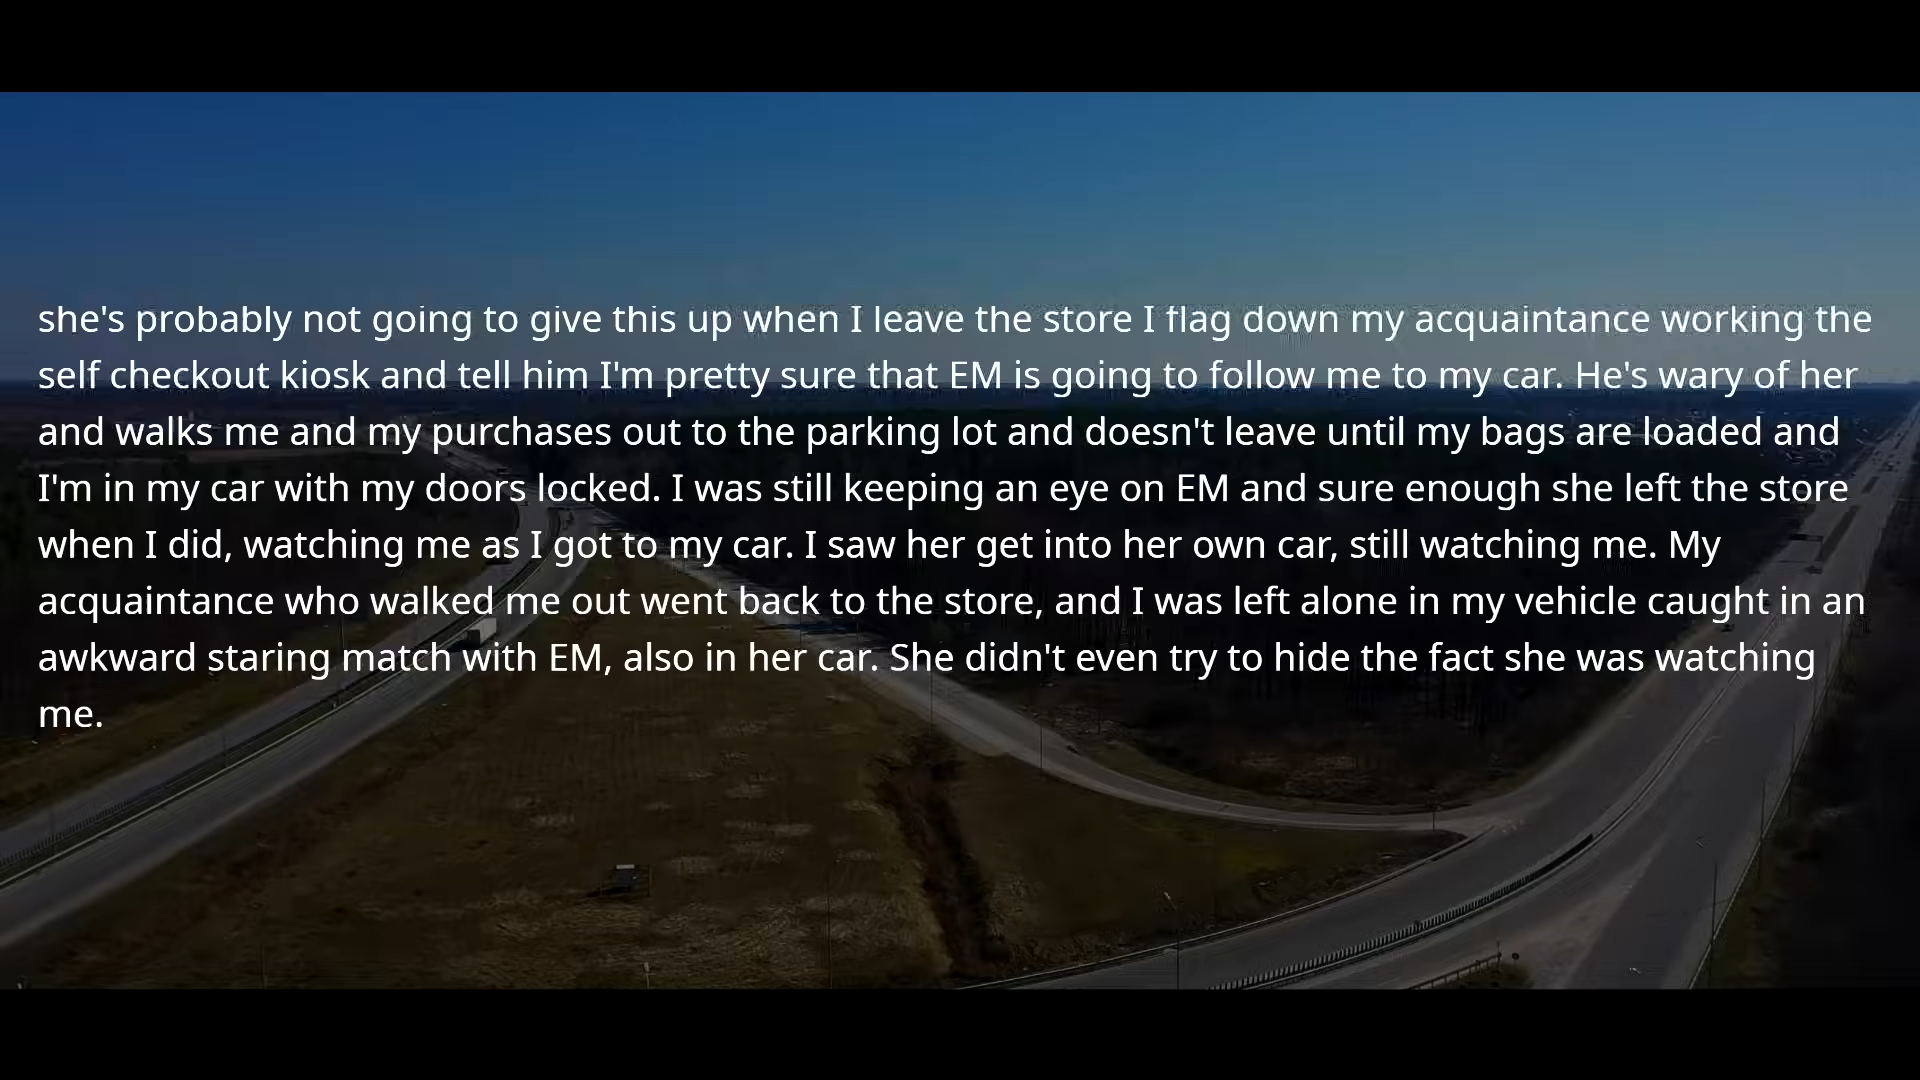 she's probably not going to give this up when I leave the store I flag down my acquaintance working the
self checkout kiosk and tell him I'm pretty sure that EM is going to follow me to my car. He's wary of her
and walks me and my purchases out to the parking lot and doesn't leave until my bags are loaded and
I'm in my car with my doors locked. I was still keeping an eye on EM and sure enough she left the store
when I did, watching me as I got to my car. I saw her get into her own car, still watching me. My
acquaintance who walked me out went back to the store, and I was left alone in my vehicle caught in an
awkward staring match with EM, also in her car. She didn't even try to hide the fact she was watching
me.